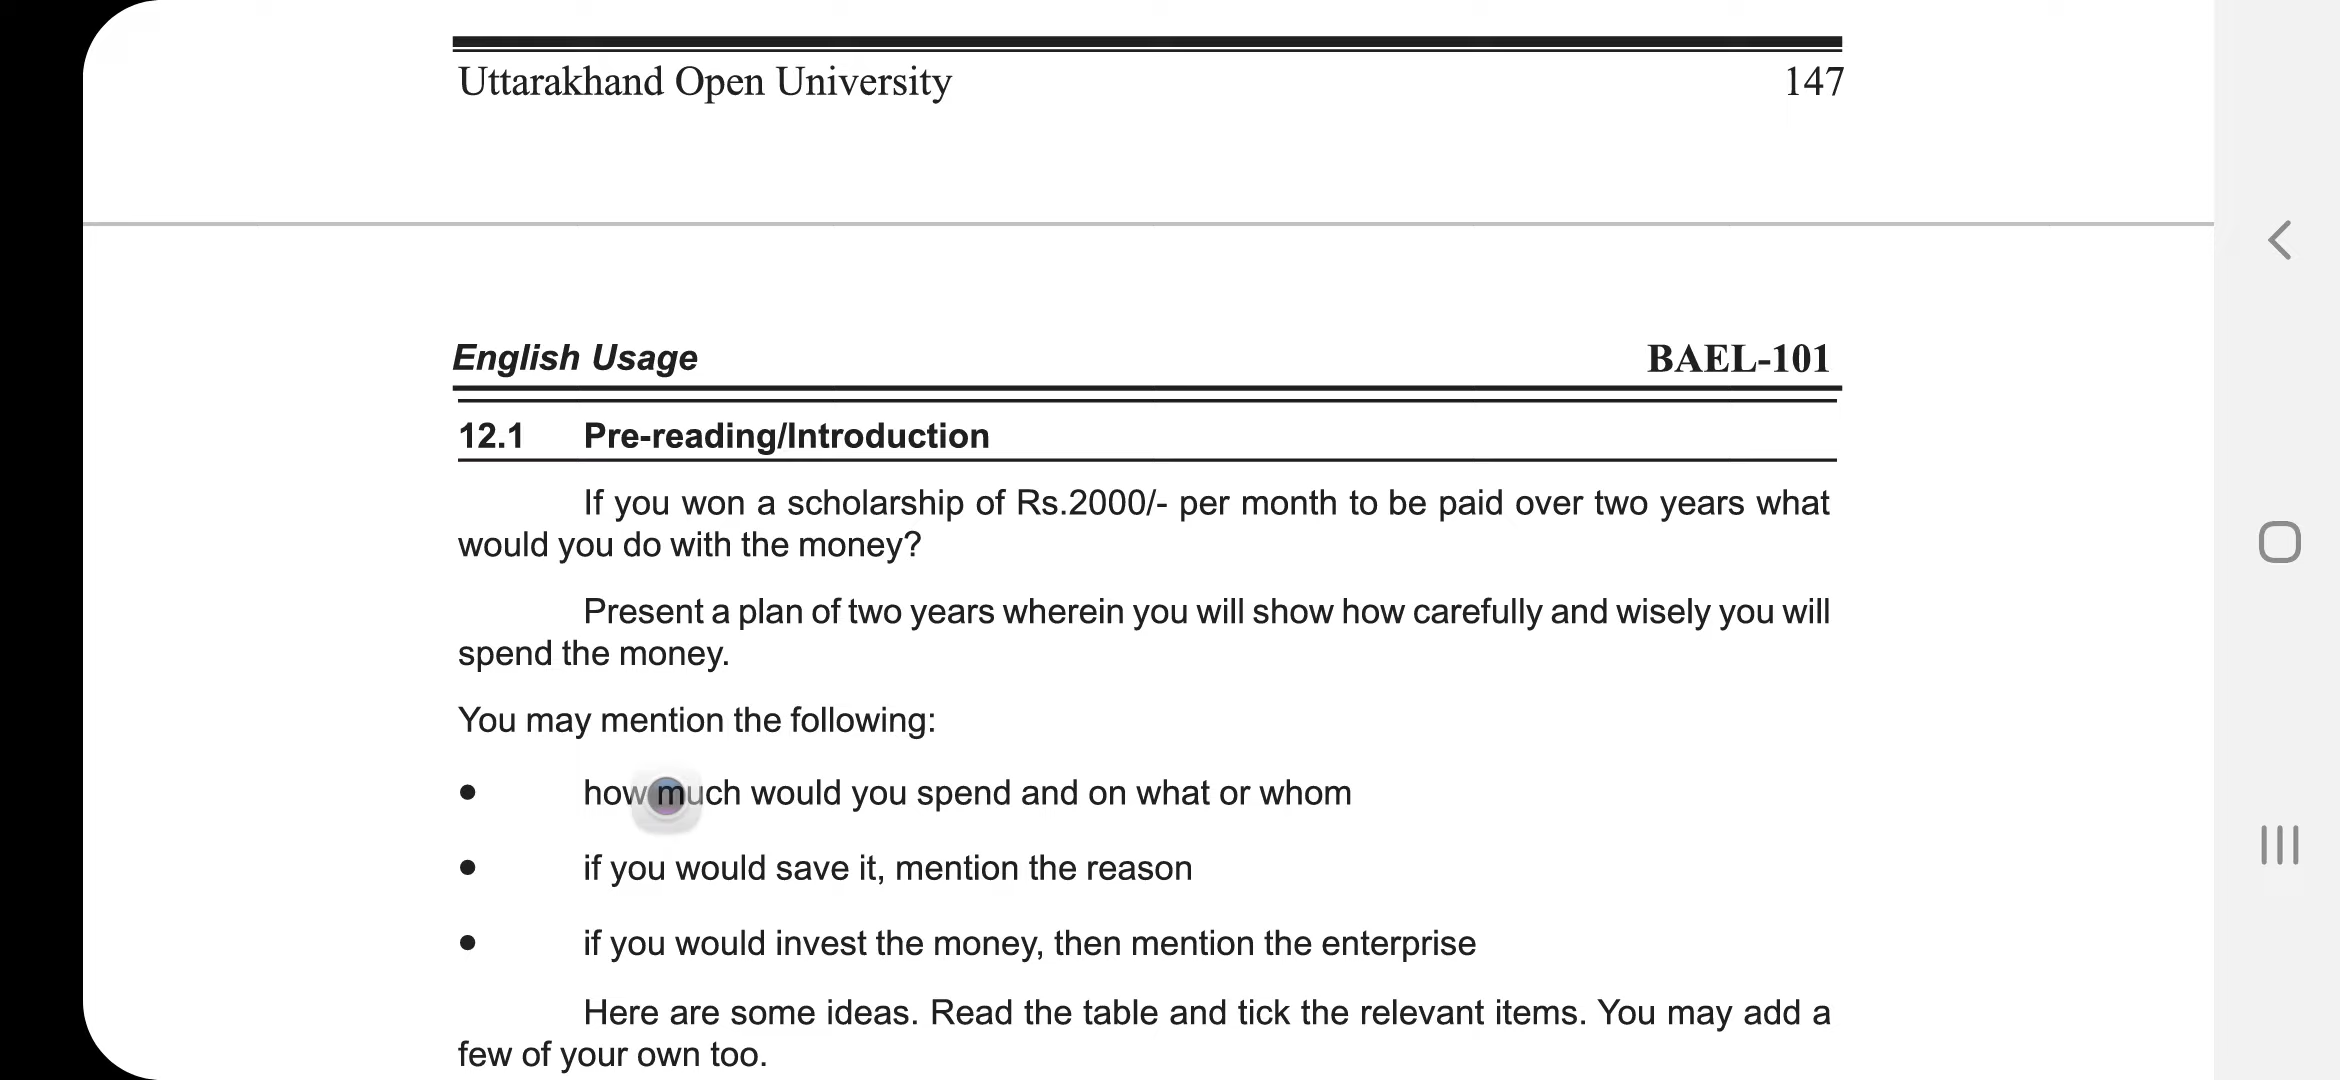 Uttarakhand Open University 147
English Usage BAEL-101
12.1 Pre-reading/Introduction
If you won a scholarship of Rs.2000/- per month to be paid over two years what
would you do with the money?
Present a plan of two years wherein you will show how carefully and wisely you will
spend the money.
You may mention the following:
• how much would you spend and on what or whom
• if you would save it, mention the reason
• if you would invest the money, then mention the enterprise
Here are some ideas. Read the table and tick the relevant items. You may add a
few of your own too.